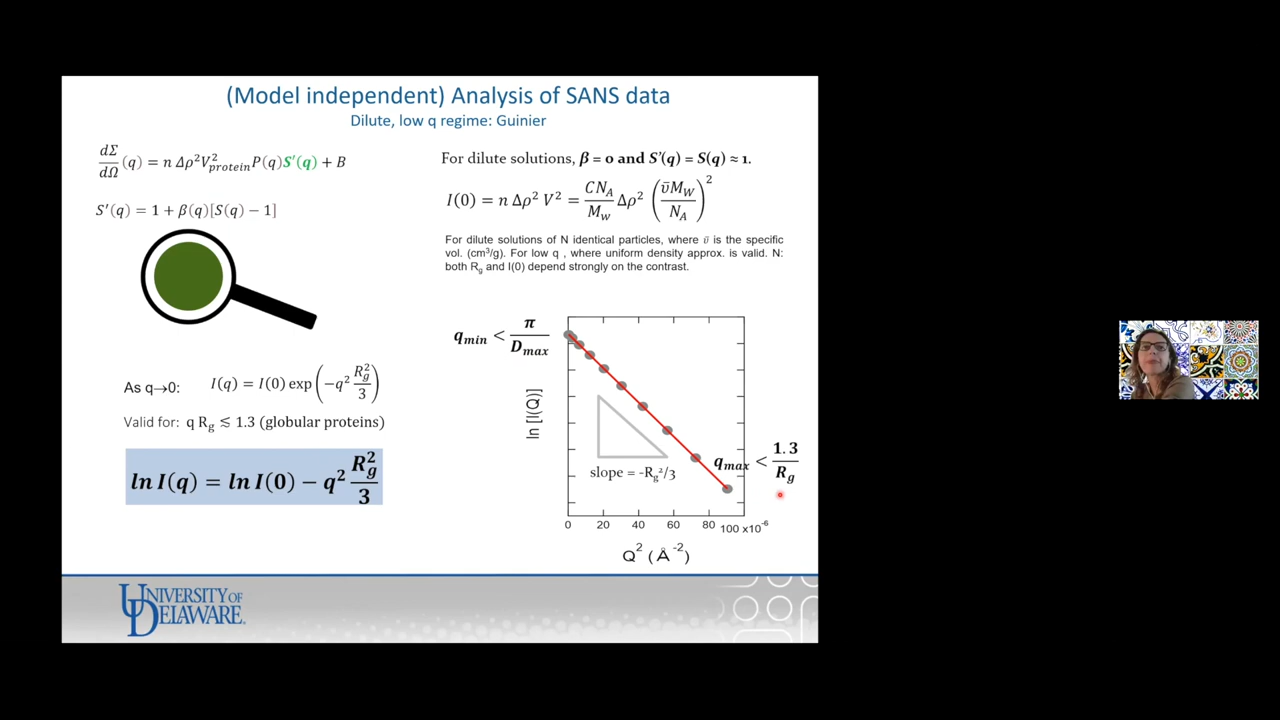 (Model independent) Analysis of SANS data
Dilute, low q regime: Guinier
dΣ/dΩ (q) = n Δρ²V²protein P(q)S′(q) + B
S′(q) = 1 + β(q)[S(q) − 1]
As q→0: I(q) = I(0) exp(−q² Rg²/3)
Valid for: q Rg ≲ 1.3 (globular proteins)
ln I(q) = ln I(0) − q² Rg²/3
For dilute solutions, β = 0 and S′(q) = S(q) ≈ 1.
I(0) = n Δρ² V² = CNA/Mw Δρ² (ῡMW/NA)²
For dilute solutions of N identical particles, where ῡ is the specific
vol. (cm³/g). For low q , where uniform density approx. is valid. N:
both Rg and I(0) depend strongly on the contrast.
qmin < π/Dmax
ln [I(Q)]
slope = -Rg²/3
qmax < 1.3/Rg
0 20 40 60 80 100 x10⁻⁶
Q² (Å⁻²)
UNIVERSITY OF
DELAWARE.